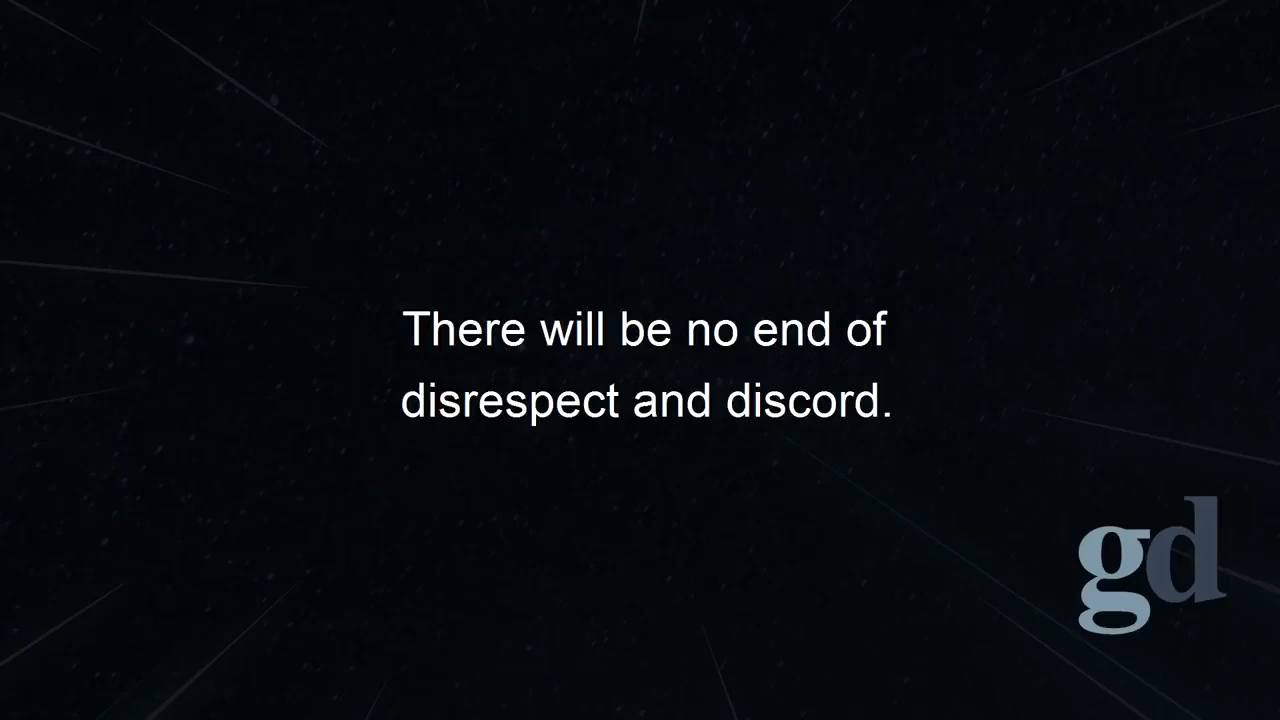 There will be no end of
disrespect and discord.
gd